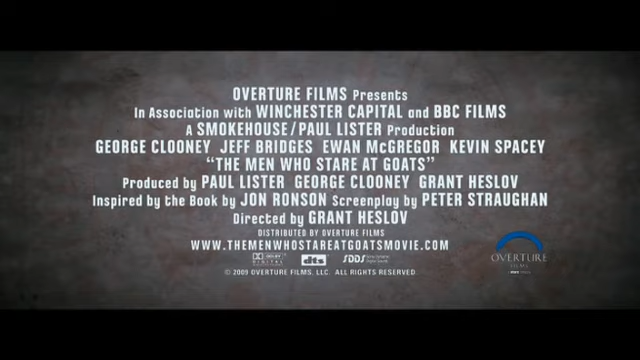 OVERTURE FILMS Presents
In Association with WINCHESTER CAPITAL and BBC FILMS
A SMOKEHOUSE/PAUL LISTER Production
GEORGE CLOONEY JEFF BRIDGES EWAN McGREGOR KEVIN SPACEY
“THE MEN WHO STARE AT GOATS”
Produced by PAUL LISTER GEORGE CLOONEY GRANT HESLOV
Inspired by the Book by JON RONSON Screenplay by PETER STRAUGHAN
Directed by GRANT HESLOV
DISTRIBUTED BY OVERTURE FILMS
WWW.THEMENWHOSTAREATGOATSMOVIE.COM
DOLBY DIGITAL dts SDDS
© 2009 OVERTURE FILMS, LLC. ALL RIGHTS RESERVED.
OVERTURE
FILMS